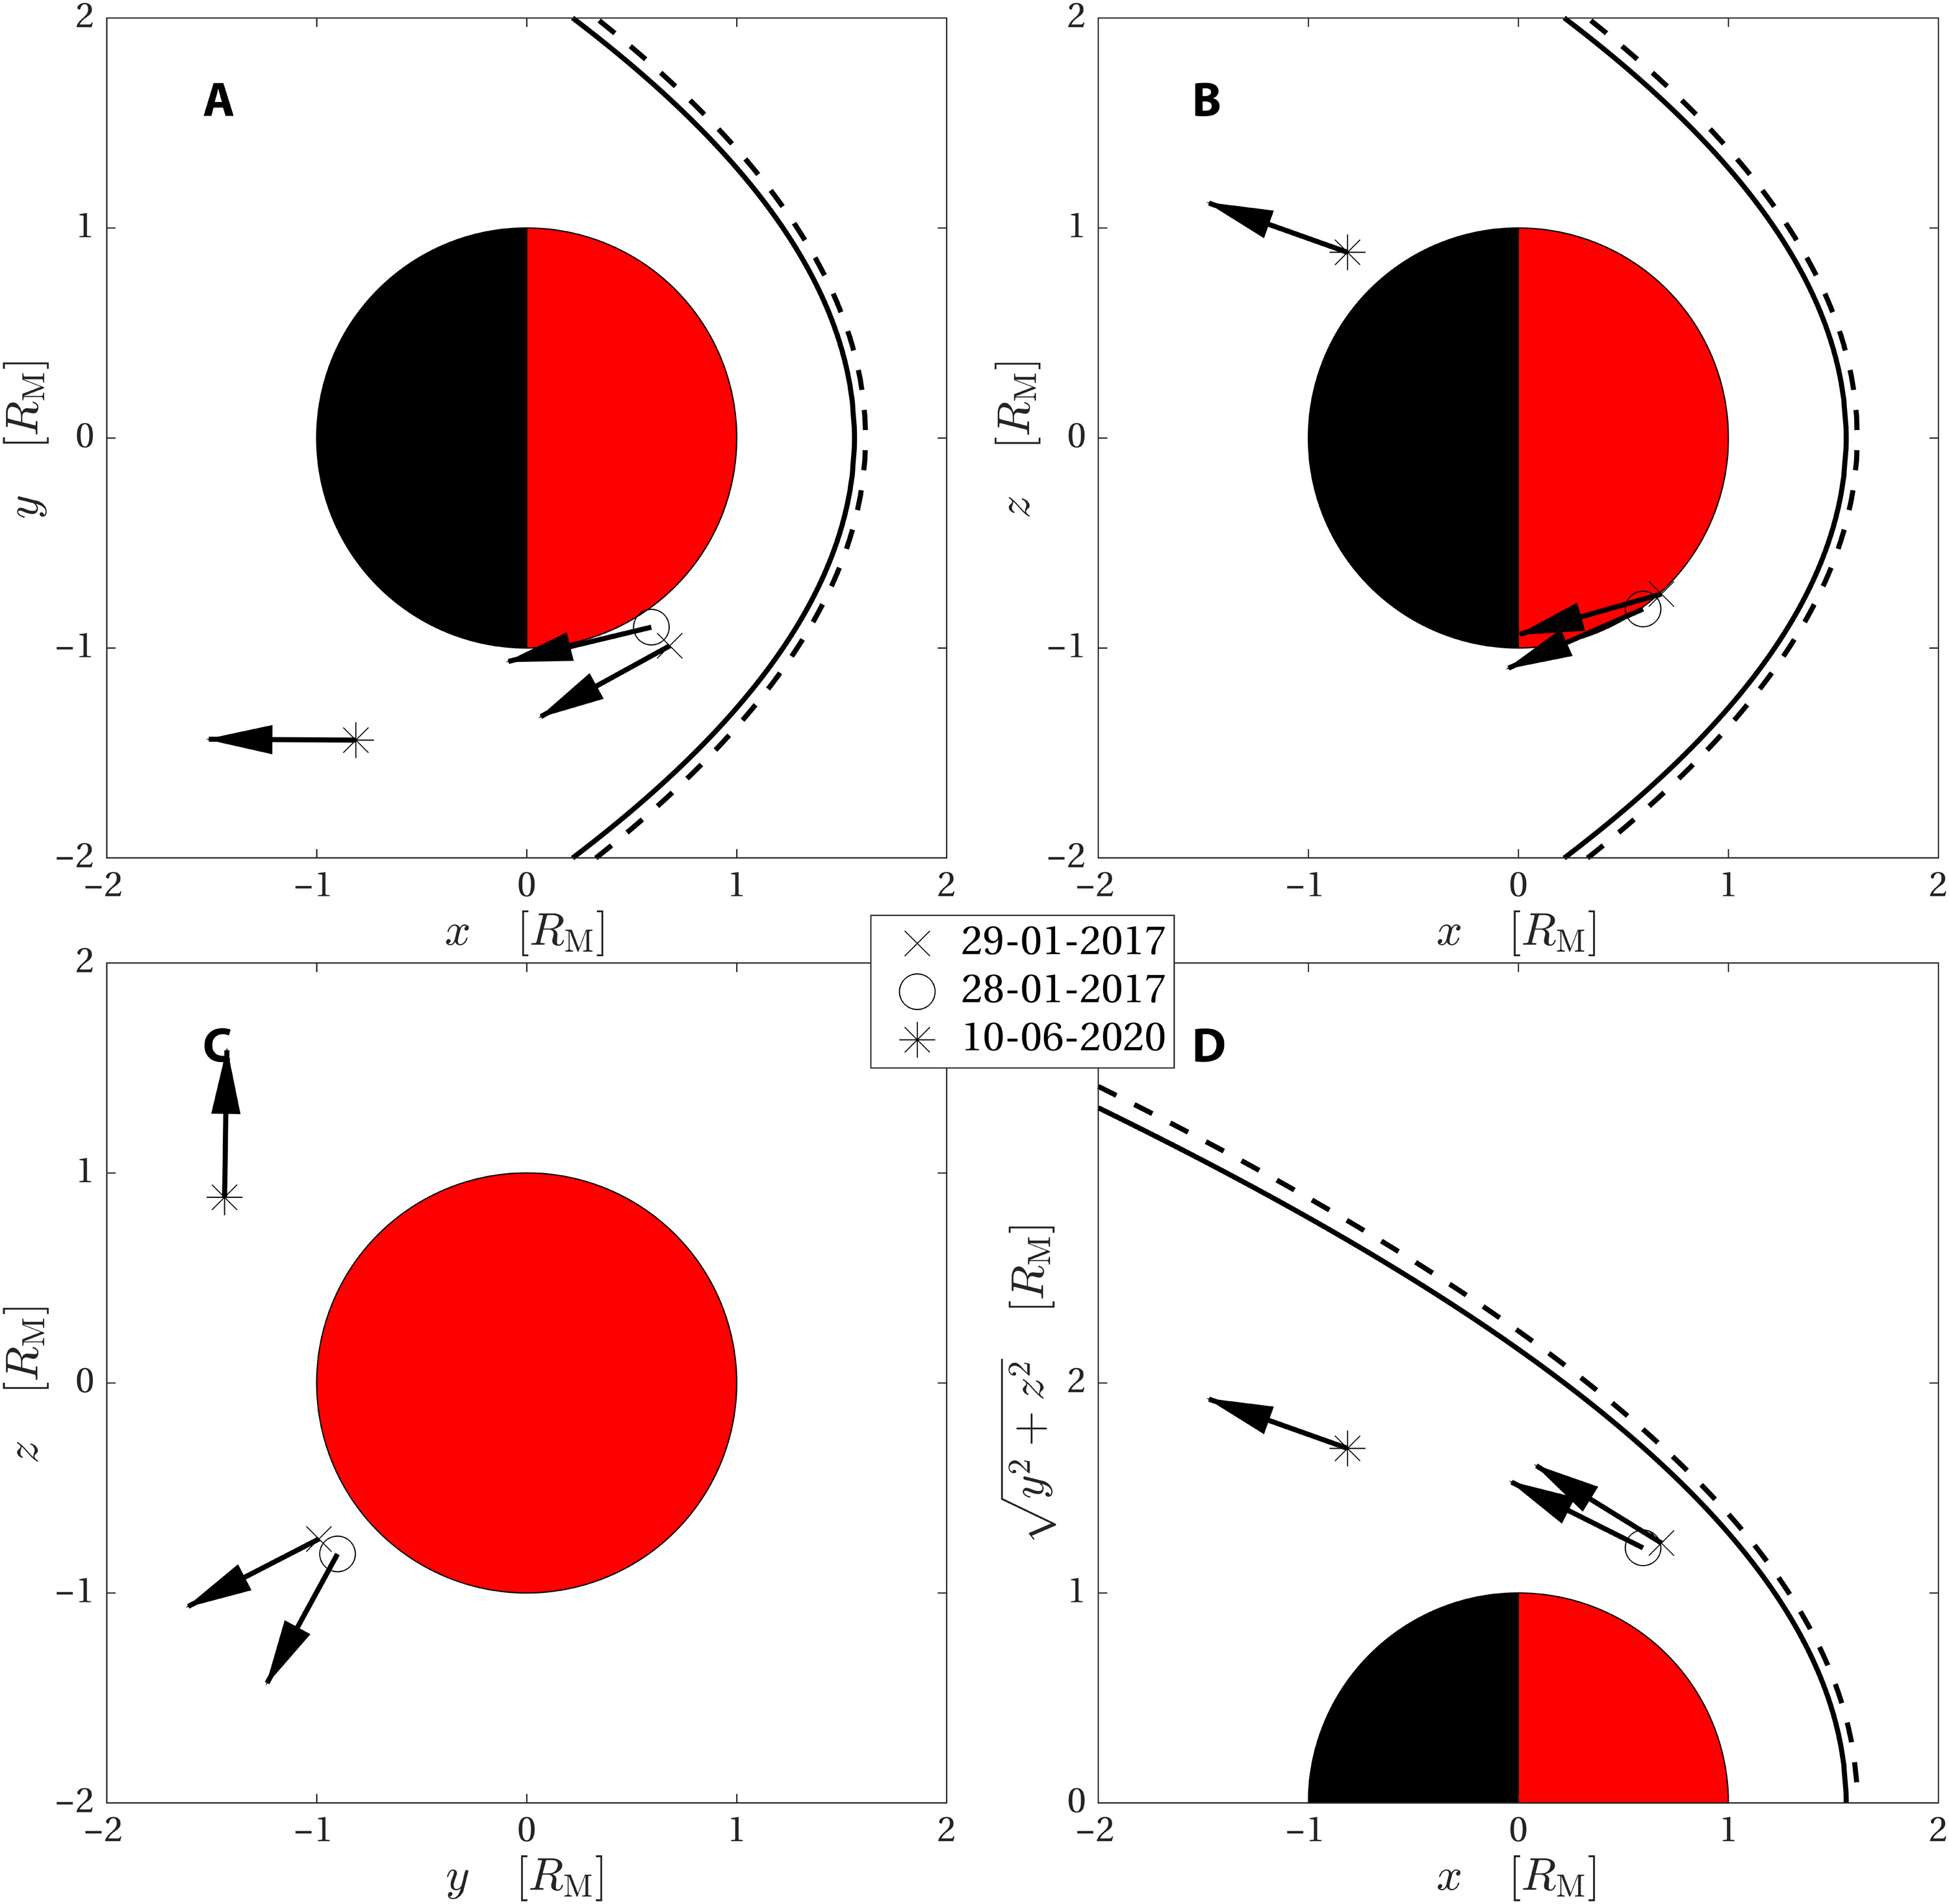 A
2
1
0
−1
−2
y [R_M]
−2 −1 0 1 2
x [R_M]
B
2
1
0
−1
−2
z [R_M]
−2 −1 0 1 2
x [R_M]
29-01-2017
28-01-2017
10-06-2020
C
2
1
0
−1
−2
z [R_M]
−2 −1 0 1 2
y [R_M]
D
2
1
0
√y² + z² [R_M]
−2 −1 0 1 2
x [R_M]